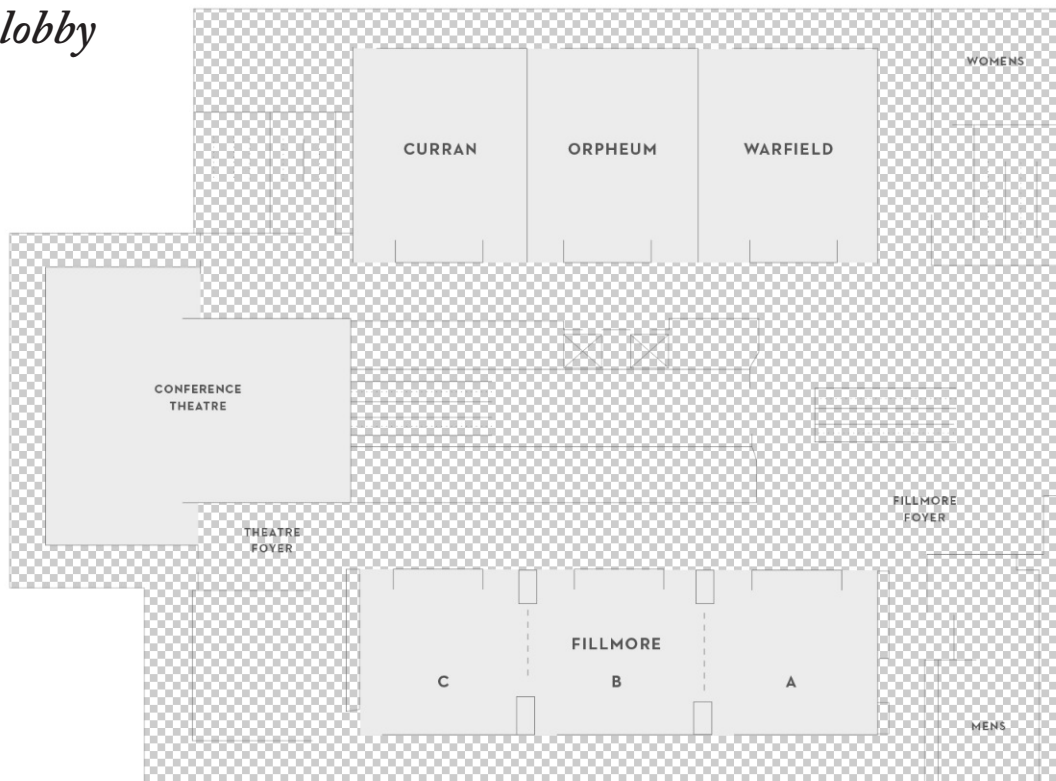 lobby
WOMENS
CURRAN
ORPHEUM
WARFIELD
CONFERENCE
THEATRE
FILLMORE
FOYER
THEATRE
FOYER
FILLMORE
C
B
A
MENS